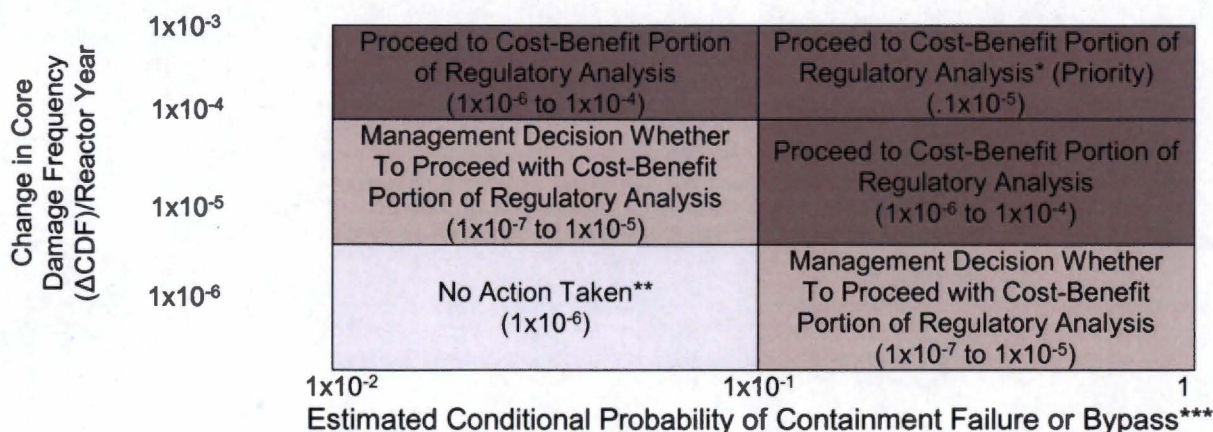 Change in Core
Damage Frequency
(ΔCDF)/Reactor Year
1x10⁻³
1x10⁻⁴
1x10⁻⁵
1x10⁻⁶
Proceed to Cost-Benefit Portion
of Regulatory Analysis
(1x10⁻⁶ to 1x10⁻⁴)
Proceed to Cost-Benefit Portion of
Regulatory Analysis* (Priority)
(.1x10⁻⁵)
Management Decision Whether
To Proceed with Cost-Benefit
Portion of Regulatory Analysis
(1x10⁻⁷ to 1x10⁻⁵)
Proceed to Cost-Benefit Portion of
Regulatory Analysis
(1x10⁻⁶ to 1x10⁻⁴)
No Action Taken**
(1x10⁻⁶)
Management Decision Whether
To Proceed with Cost-Benefit
Portion of Regulatory Analysis
(1x10⁻⁷ to 1x10⁻⁵)
1x10⁻²
1x10⁻¹
1
Estimated Conditional Probability of Containment Failure or Bypass***